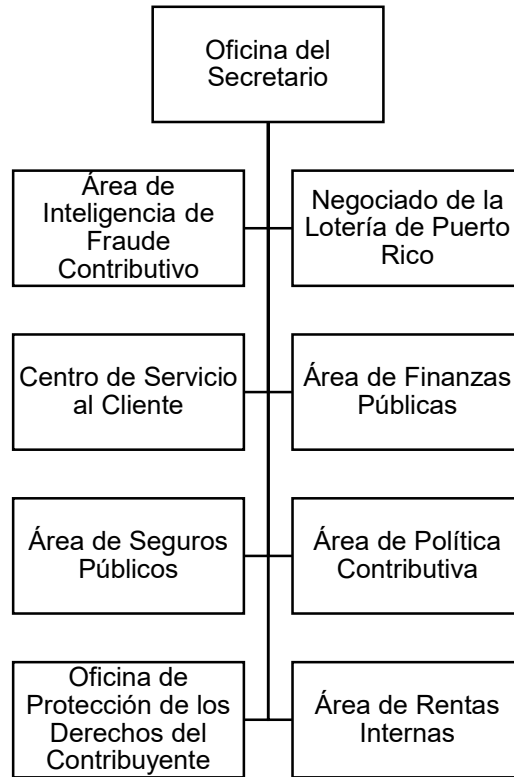 Oficina del
Secretario
Área de
Inteligencia de
Fraude
Contributivo
Negociado de la
Lotería de Puerto
Rico
Centro de Servicio
al Cliente
Área de Finanzas
Públicas
Área de Seguros
Públicos
Área de Política
Contributiva
Oficina de
Protección de los
Derechos del
Contribuyente
Área de Rentas
Internas